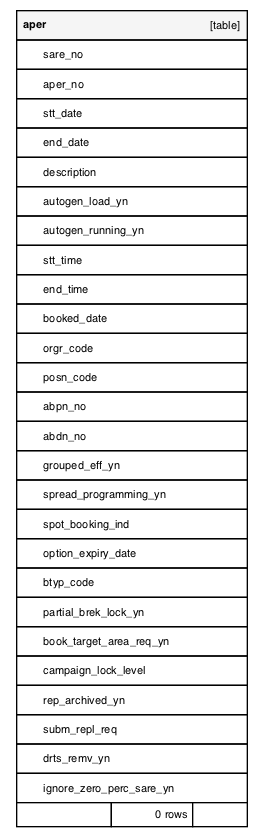 aper [table]
sare_no
aper_no
stt_date
end_date
description
autogen_load_yn
autogen_running_yn
stt_time
end_time
booked_date
orgr_code
posn_code
abpn_no
abdn_no
grouped_eff_yn
spread_programming_yn
spot_booking_ind
option_expiry_date
btyp_code
partial_brek_lock_yn
book_target_area_req_yn
campaign_lock_level
rep_archived_yn
subm_repl_req
drts_remv_yn
ignore_zero_perc_sare_yn
0 rows